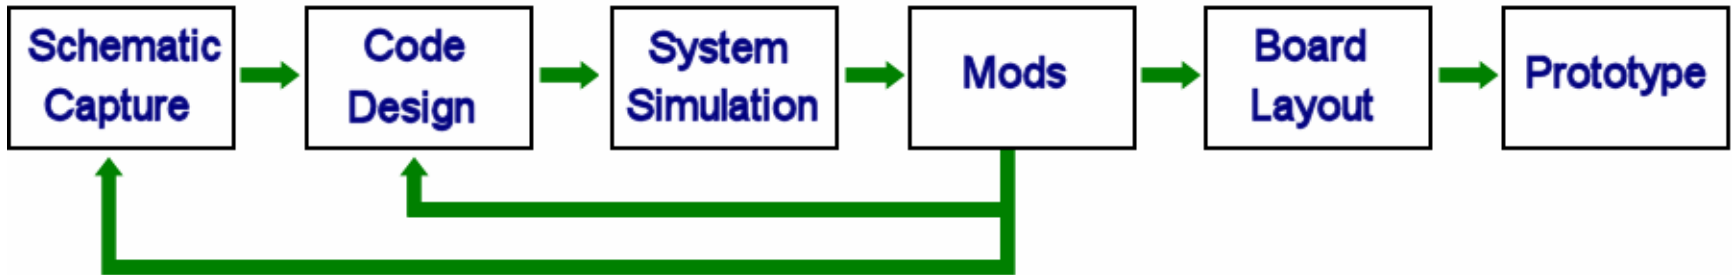 Schematic
Capture
Code
Design
System
Simulation
Mods
Board
Layout
Prototype